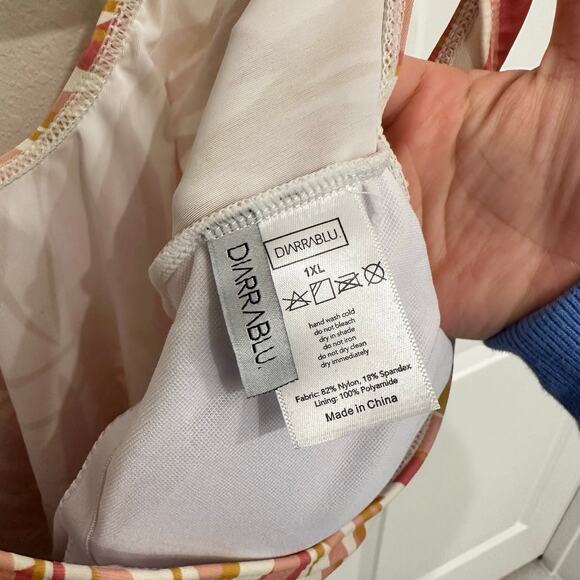 DIARRABLU.
DIARRABLU.
1XL
hand wash cold
do not bleach
dry in shade
do not iron
do not dry clean
dry immediately
Fabric: 82% Nylon, 18% Spandex
Lining: 100% Polyamide
Made in China